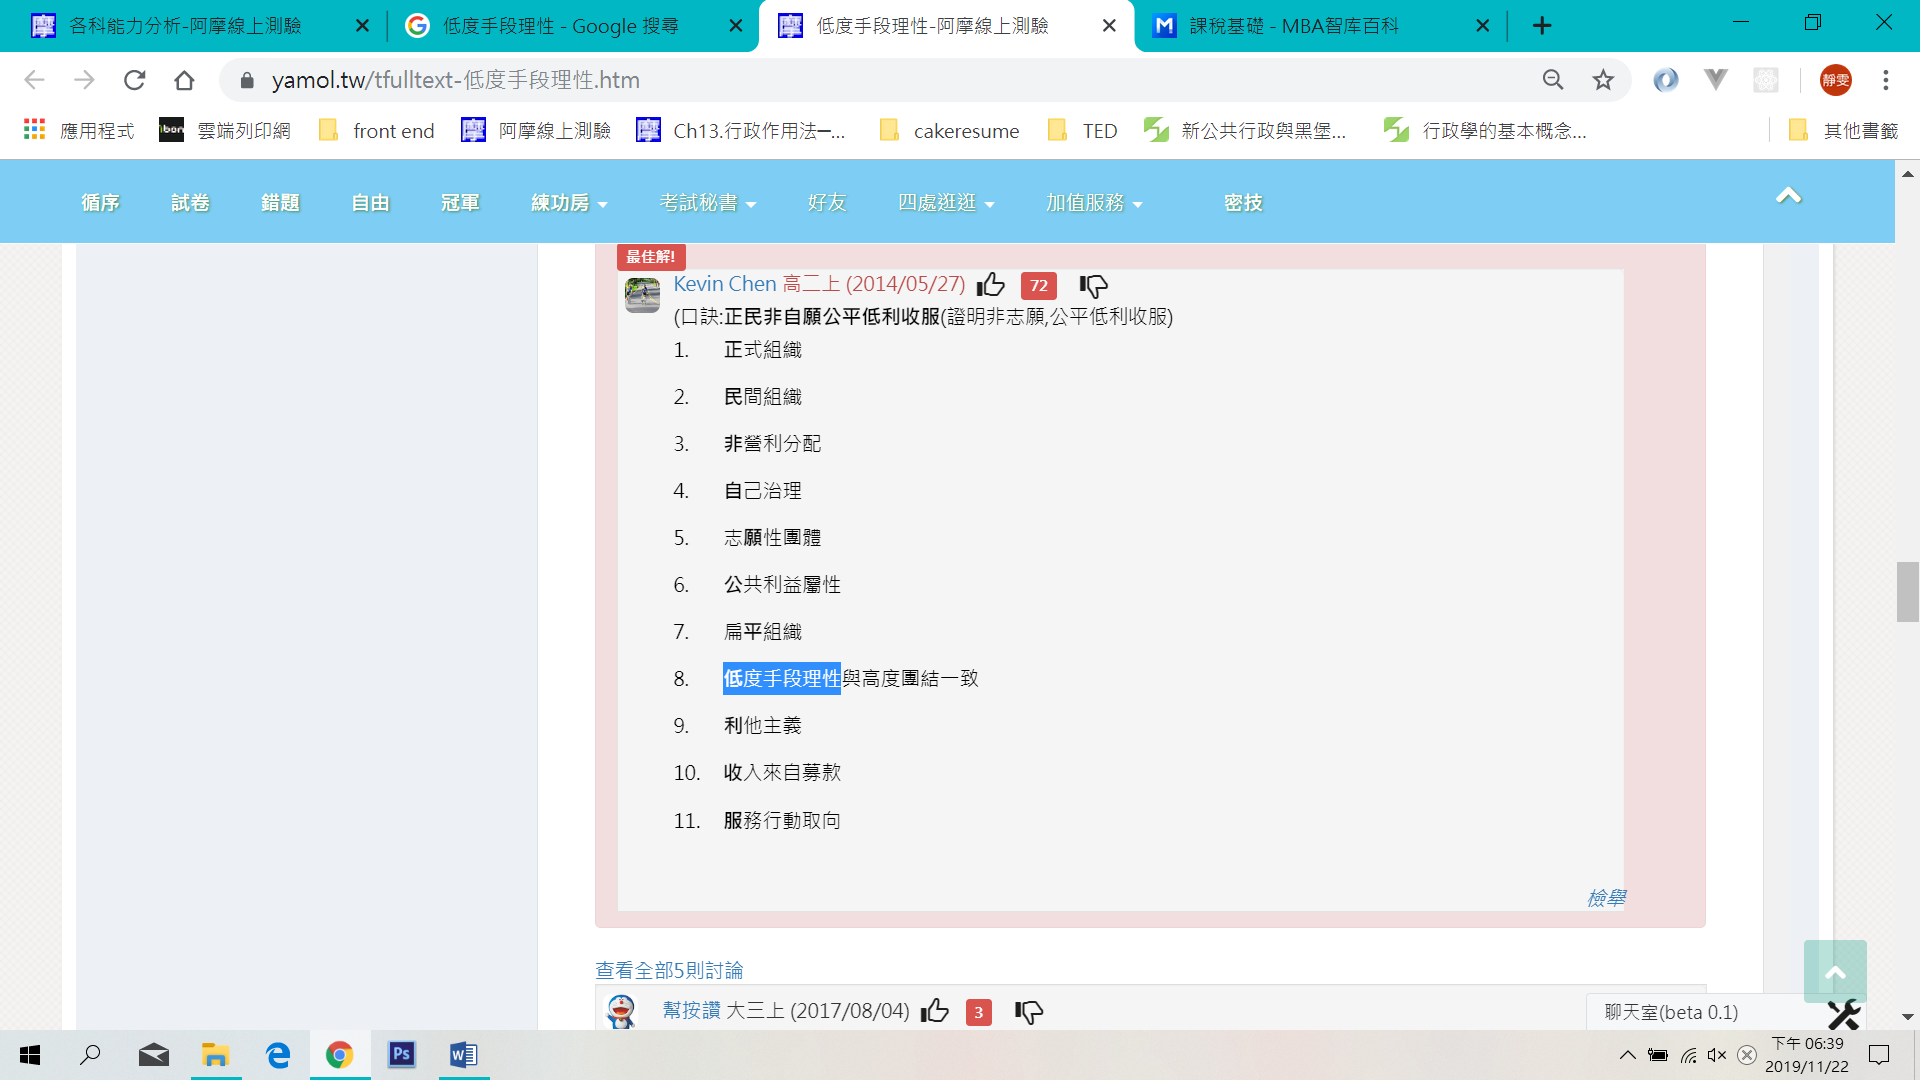 各科能力分析-阿摩線上測驗
低度手段理性 - Google 搜尋
低度手段理性-阿摩線上測驗
課稅基礎 - MBA智库百科
yamol.tw/tfulltext-低度手段理性.htm
靜雯
應用程式
ibon
雲端列印網
front end
阿摩線上測驗
Ch13.行政作用法─...
cakeresume
TED
新公共行政與黑堡...
行政學的基本概念...
其他書籤
循序
試卷
錯題
自由
冠軍
練功房
考試秘書
好友
四處逛逛
加值服務
密技
最佳解!
Kevin Chen 高二上 (2014/05/27) 72
(口訣:正民非自願公平低利收服(證明非志願,公平低利收服)
1. 正式組織
2. 民間組織
3. 非營利分配
4. 自己治理
5. 志願性團體
6. 公共利益屬性
7. 扁平組織
8. 低度手段理性與高度團結一致
9. 利他主義
10. 收入來自募款
11. 服務行動取向
檢舉
查看全部5則討論
幫按讚 大三上 (2017/08/04) 3
聊天室(beta 0.1)
下午 06:39
2019/11/22